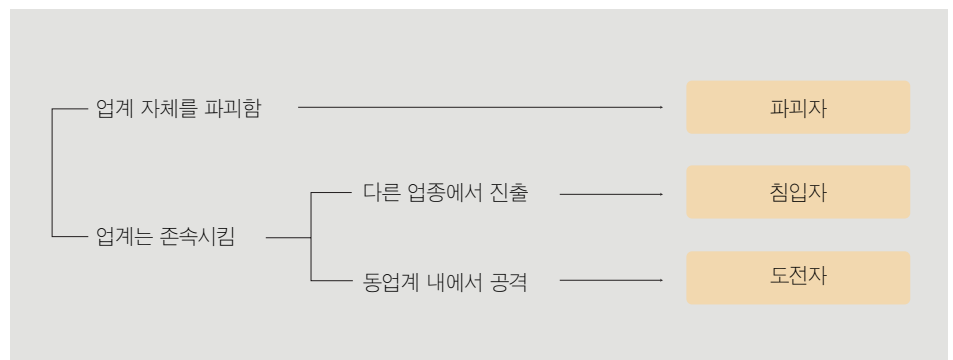 업계 자체를 파괴함
파괴자
다른 업종에서 진출
침입자
업계는 존속시킴
동업계 내에서 공격
도전자